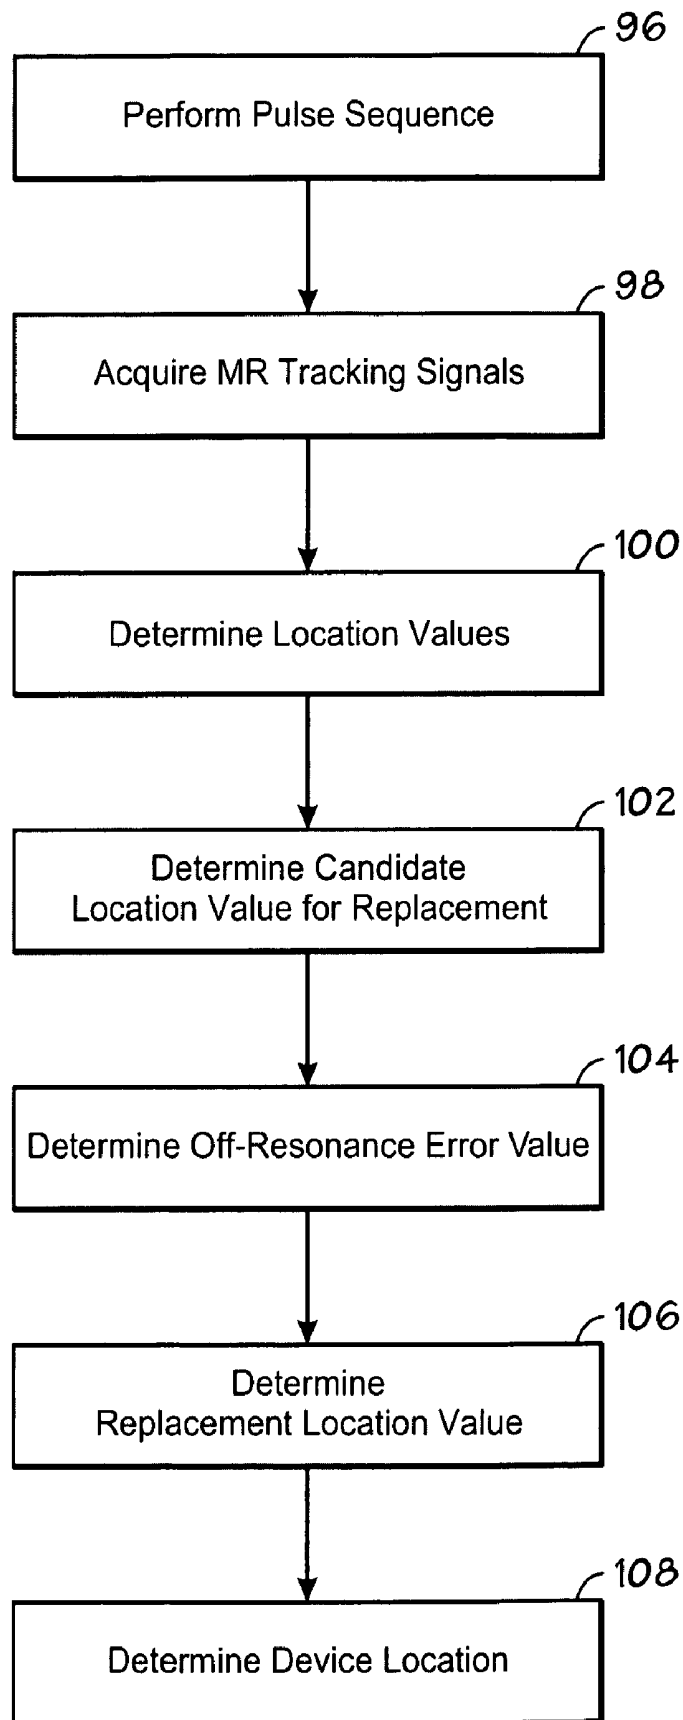 96
Perform Pulse Sequence
98
Acquire MR Tracking Signals
100
Determine Location Values
102
Determine Candidate
Location Value for Replacement
104
Determine Off-Resonance Error Value
106
Determine
Replacement Location Value
108
Determine Device Location